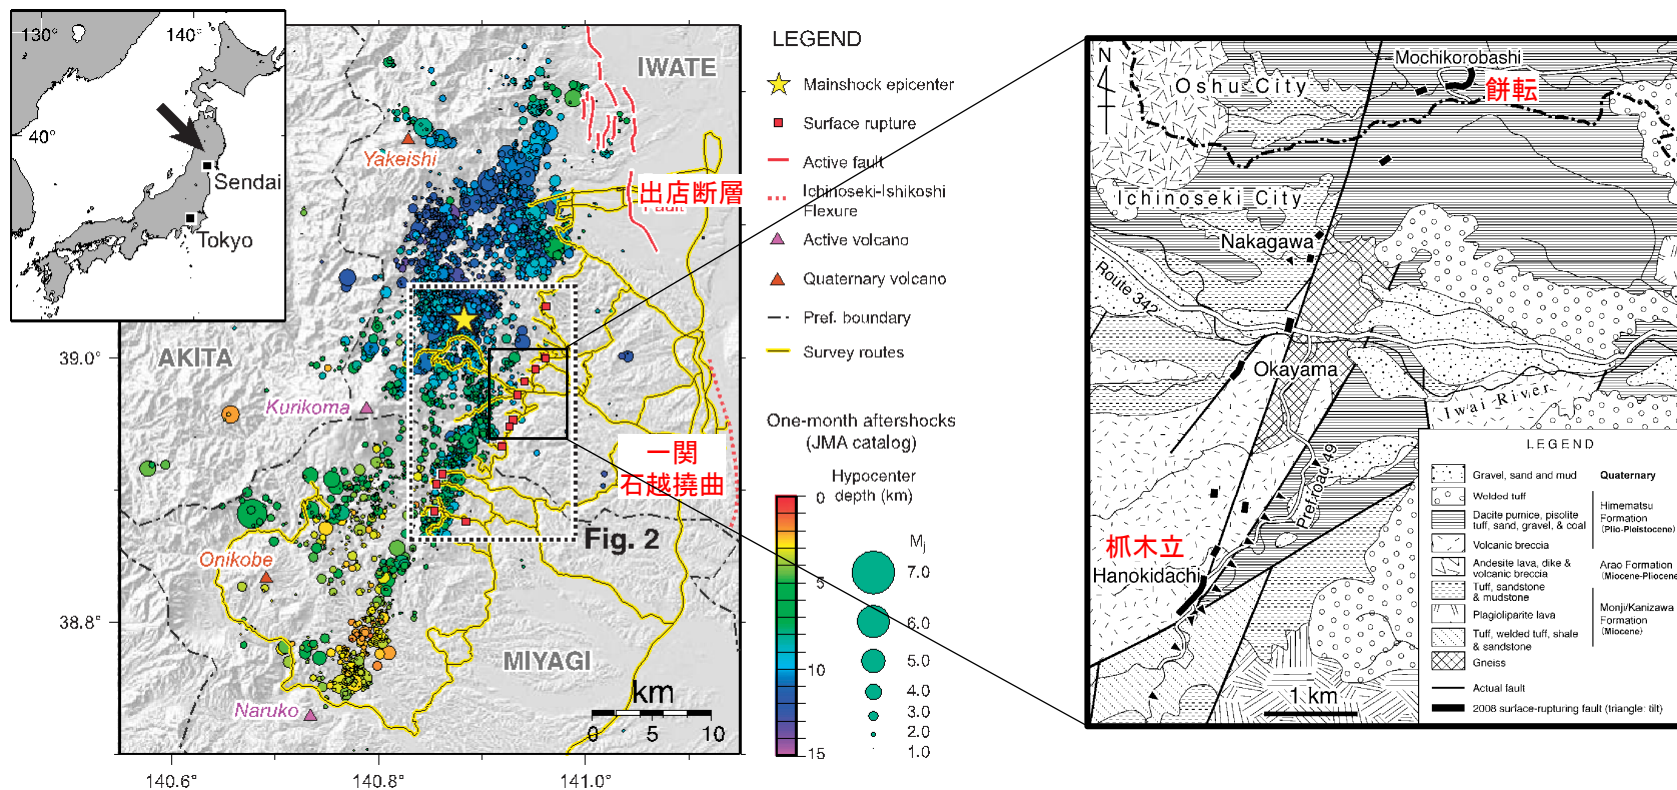 130°
140°
40°
Sendai
Tokyo
IWATE
Yakeishi
出店断層
Fault
AKITA
Kurikoma
一関
石越撓曲
Fig. 2
Onikobe
MIYAGI
Naruko
km
0 5 10
39.0°
38.8°
140.6°
140.8°
141.0°
LEGEND
Mainshock epicenter
Surface rupture
Active fault
Ichinoseki-Ishikoshi
Flexure
Active volcano
Quaternary volcano
Pref. boundary
Survey routes
One-month aftershocks
(JMA catalog)
Hypocenter
depth (km)
0
5
10
15
Mj
7.0
6.0
5.0
4.0
3.0
2.0
1.0
N
Mochikorobashi
餅転
Oshu City
Ichinoseki City
Nakagawa
Route 342
Okayama
Iwai River
Pref. road 49
Hanokidachi
1 km
LEGEND
Gravel, sand and mud
Quaternary
Welded tuff
Dacite pumice, pisolite
tuff, sand, gravel, & coal
Himematsu
Formation
(Plio-Pleistocene)
Volcanic breccia
Andesite lava, dike &
volcanic breccia
Arao Formation
(Miocene-Pliocene)
Tuff, sandstone
& mudstone
Plagioliparite lava
Monji/Kanizawa
Formation
(Miocene)
Tuff, welded tuff, shale
& sandstone
Gneiss
Actual fault
2008 surface-rupturing fault (triangle: tilt)